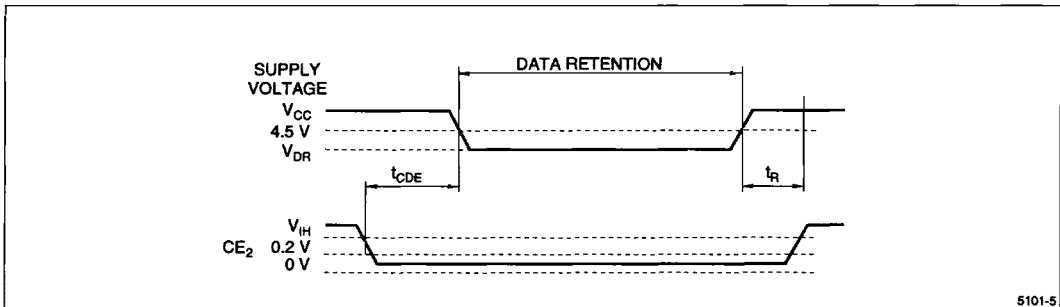 DATA RETENTION
SUPPLY
VOLTAGE
VCC
4.5 V
VDR
tCDE
tR
VIH
CE2 0.2 V
0 V
5101-5